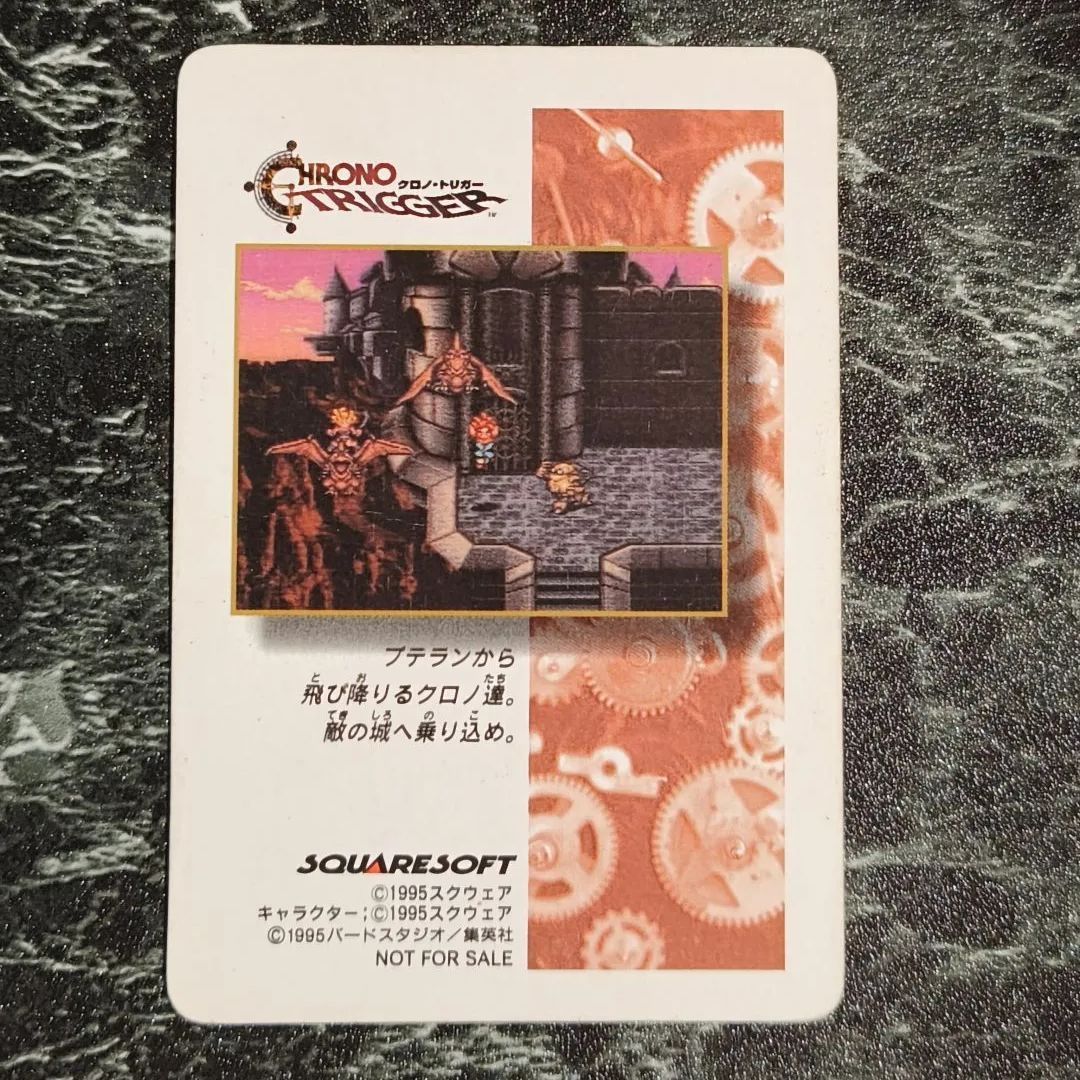 CHRONO
クロノ・トリガー
TRIGGER
プテランから
飛び降りるクロノ達。
敵の城へ乗り込め。
SQUARESOFT
©1995スクウェア
キャラクター;©1995スクウェア
©1995バードスタジオ/集英社
NOT FOR SALE